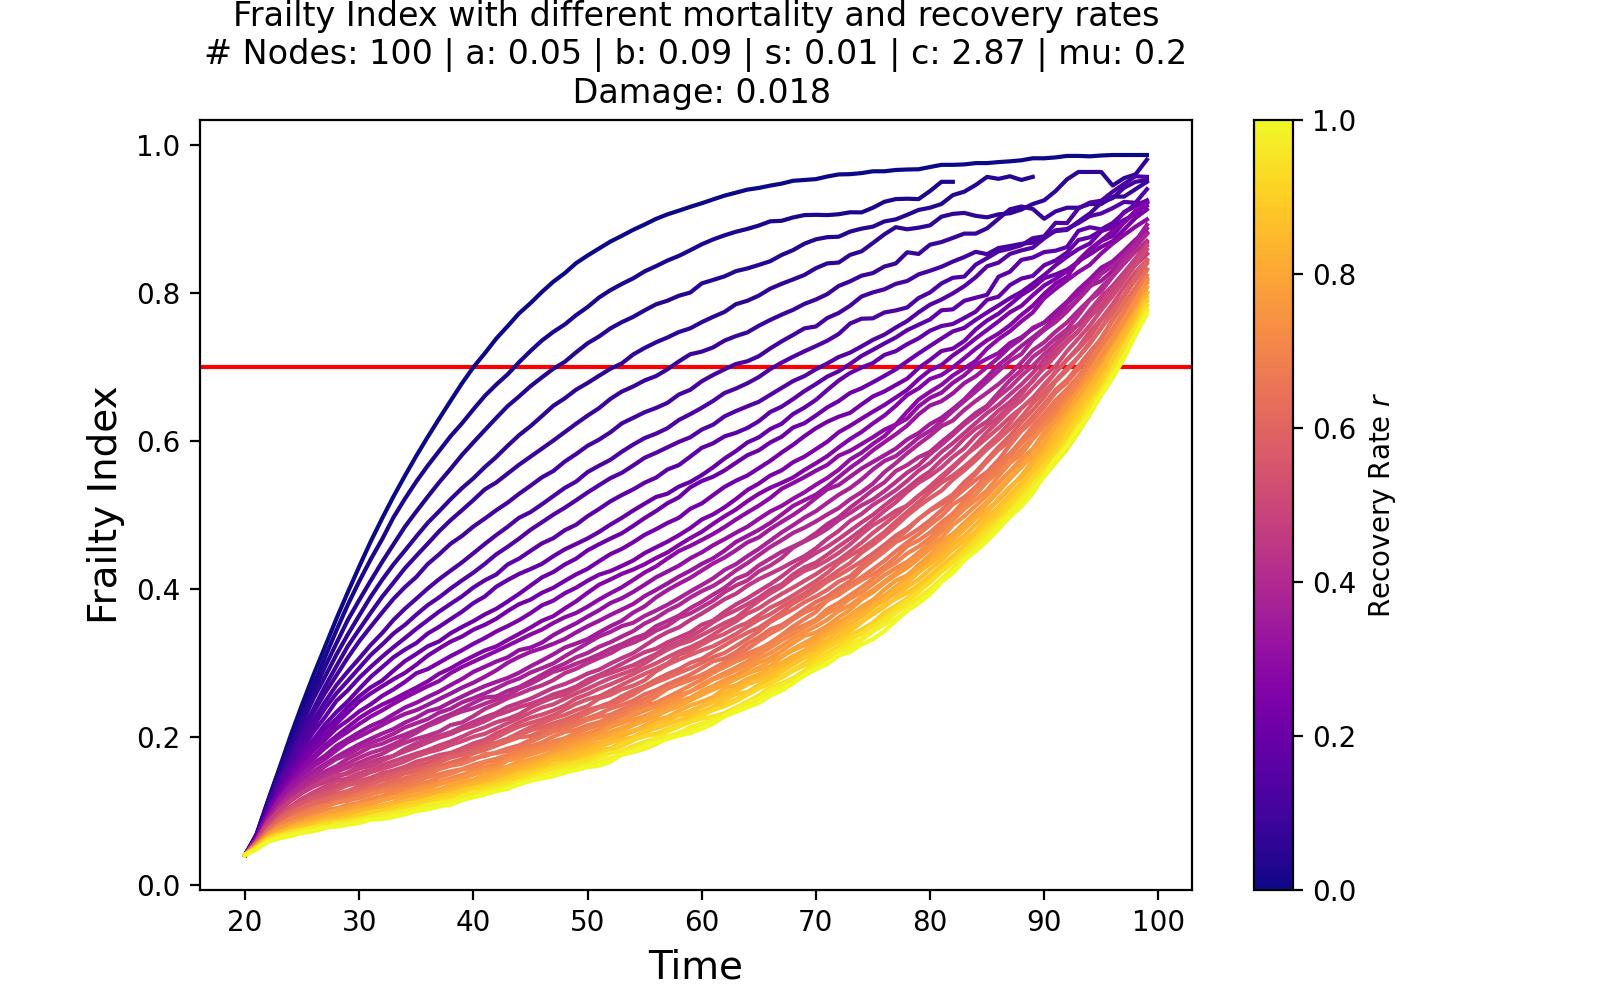 Frailty Index with different mortality and recovery rates
# Nodes: 100 | a: 0.05 | b: 0.09 | s: 0.01 | c: 2.87 | mu: 0.2
Damage: 0.018
1.0
0.8
0.6
0.4
0.2
0.0
Frailty Index
20 30 40 50 60 70 80 90 100
Time
1.0
0.8
0.6
0.4
0.2
0.0
Recovery Rate r